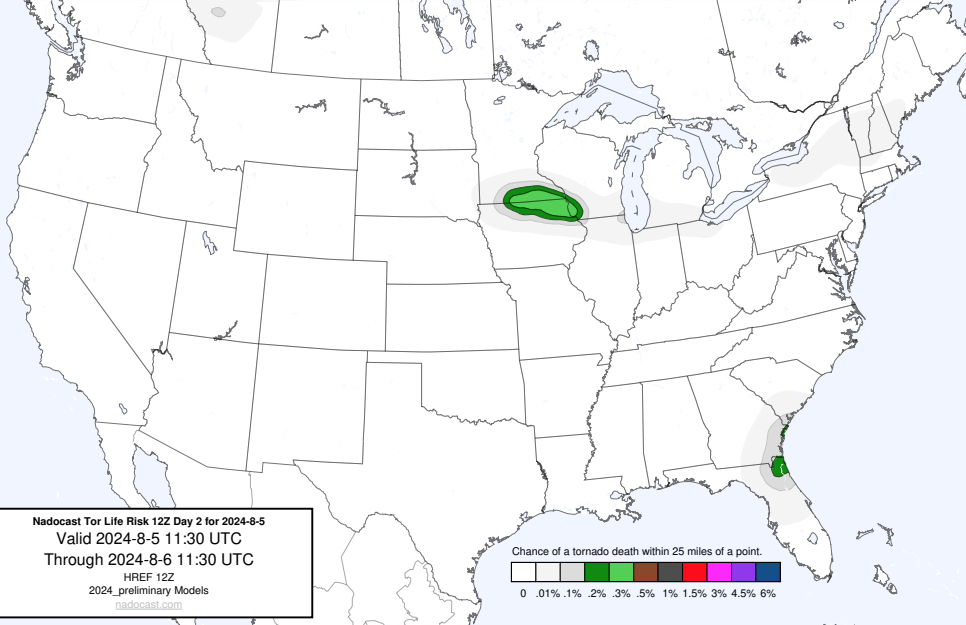 Nadocast Tor Life Risk 12Z Day 2 for 2024-8-5
Valid 2024-8-5 11:30 UTC
Through 2024-8-6 11:30 UTC
HREF 12Z
2024_preliminary Models
nadocast.com
Chance of a tornado death within 25 miles of a point.
0 .01% .1% .2% .3% .5% 1% 1.5% 3% 4.5% 6%